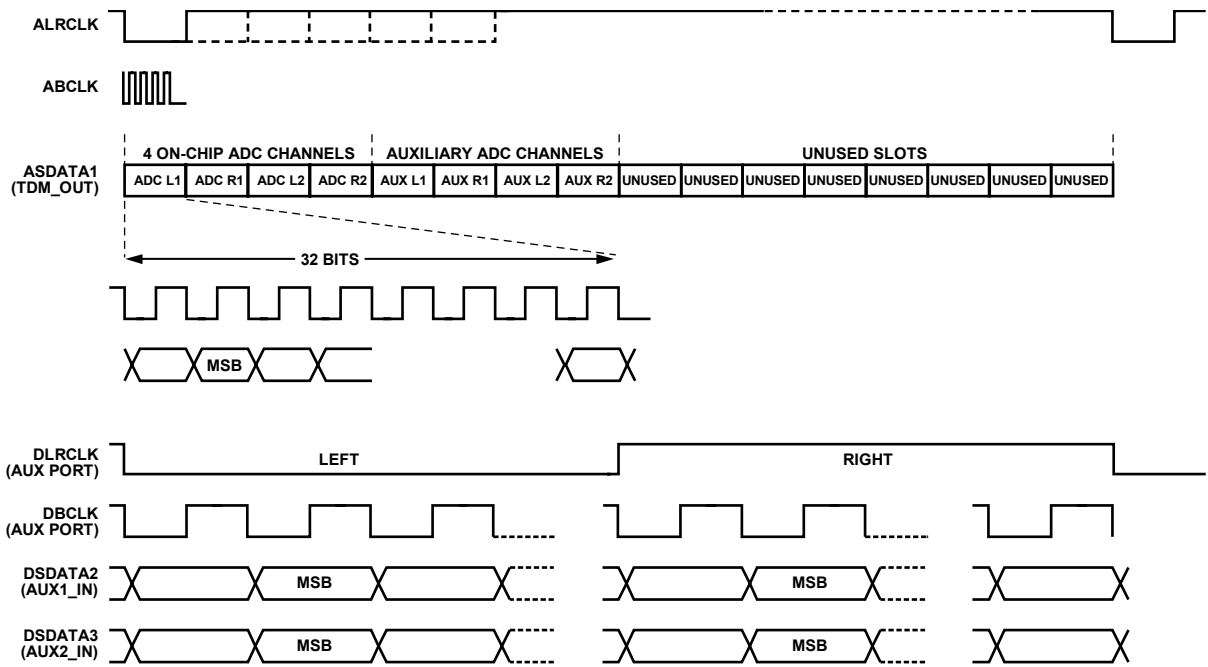 ALRCLK
ABCLK
4 ON-CHIP ADC CHANNELS
AUXILIARY ADC CHANNELS
UNUSED SLOTS
ASDATA1
(TDM_OUT)
ADC L1
ADC R1
ADC L2
ADC R2
AUX L1
AUX R1
AUX L2
AUX R2
UNUSED
UNUSED
UNUSED
UNUSED
UNUSED
UNUSED
UNUSED
UNUSED
32 BITS
MSB
DLRCLK
(AUX PORT)
LEFT
RIGHT
DBCLK
(AUX PORT)
DSDATA2
(AUX1_IN)
MSB
MSB
DSDATA3
(AUX2_IN)
MSB
MSB